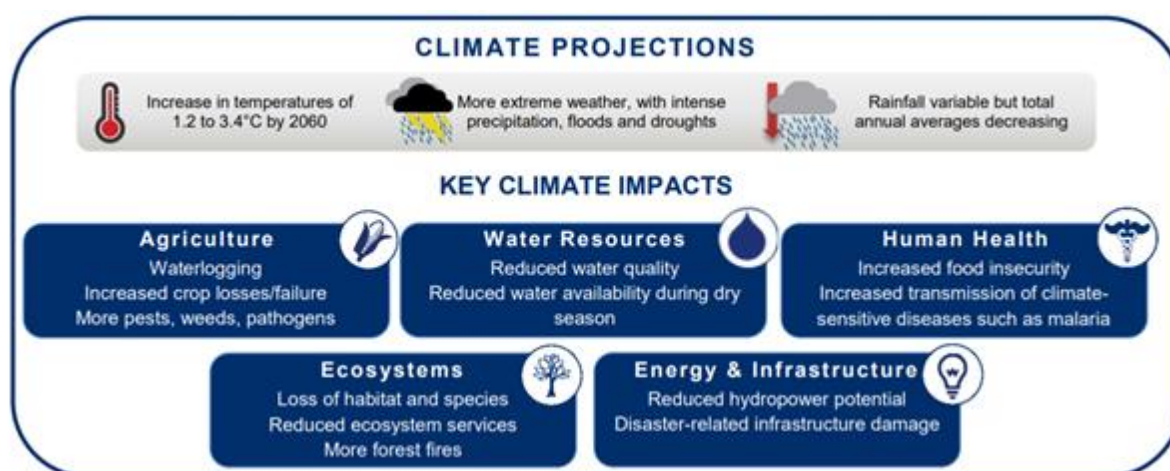 CLIMATE PROJECTIONS
Increase in temperatures of
1.2 to 3.4°C by 2060
More extreme weather, with intense
precipitation, floods and droughts
Rainfall variable but total
annual averages decreasing
KEY CLIMATE IMPACTS
Agriculture
Waterlogging
Increased crop losses/failure
More pests, weeds, pathogens
Water Resources
Reduced water quality
Reduced water availability during dry
season
Human Health
Increased food insecurity
Increased transmission of climate-
sensitive diseases such as malaria
Ecosystems
Loss of habitat and species
Reduced ecosystem services
More forest fires
Energy & Infrastructure
Reduced hydropower potential
Disaster-related infrastructure damage